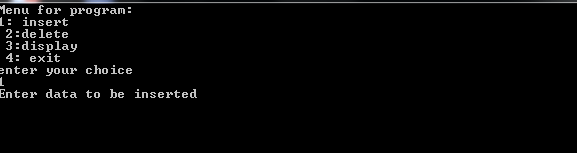 Menu for program:
1: insert
2:delete
3:display
4: exit
enter your choice
1
Enter data to be inserted